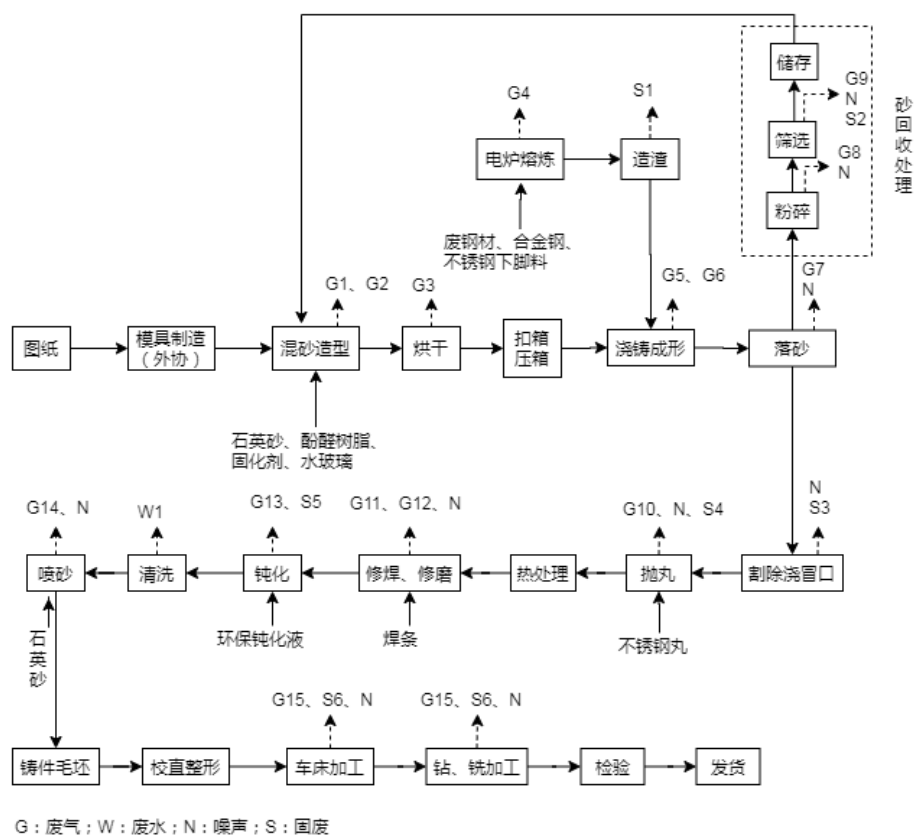 储存
G9
N
S2
砂回收处理
G4
S1
筛选
电炉熔炼
造渣
G8
N
粉碎
废钢材、合金钢、
不锈钢下脚料
G1、G2
G3
G5、G6
G7
N
图纸
模具制造
（外协）
混砂造型
烘干
扣箱
压箱
浇铸成形
落砂
石英砂、酚醛树脂、
固化剂、水玻璃
G14、N
W1
G13、S5
G11、G12、N
G10、N、S4
N
S3
喷砂
清洗
钝化
修焊、修磨
热处理
抛丸
割除浇冒口
石英砂
环保钝化液
焊条
不锈钢丸
G15、S6、N
G15、S6、N
铸件毛坯
校直整形
车床加工
钻、铣加工
检验
发货
G：废气；W：废水；N：噪声；S：固废